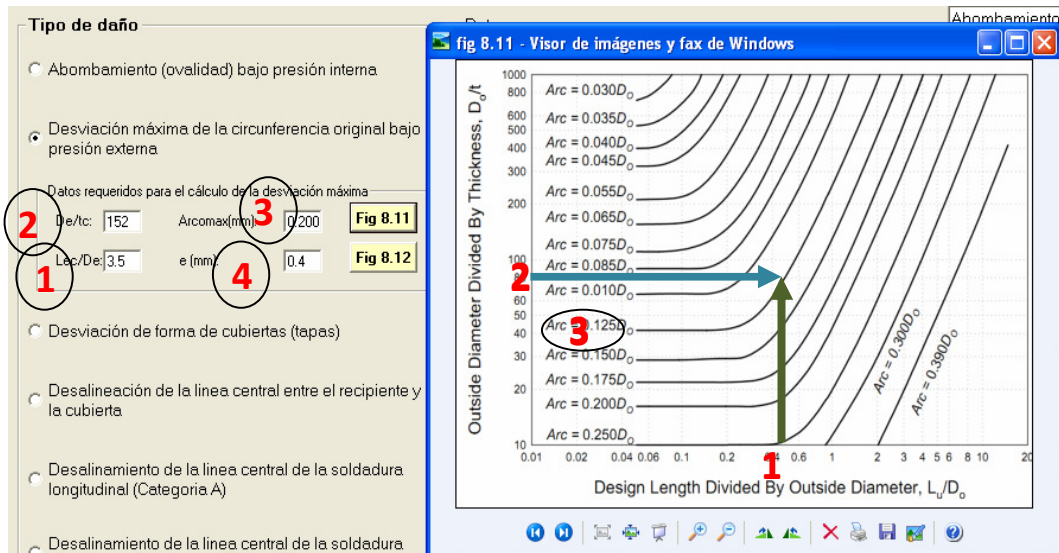 Tipo de daño
Abombamiento
Abombamiento (ovalidad) bajo presión interna
Desviación máxima de la circunferencia original bajo presión externa
Datos requeridos para el cálculo de la desviación máxima
2
De/tc: 152
Arcomax(mm):
3
0.200
Fig 8.11
1
Lec/De: 3.5
e (mm):
4
0.4
Fig 8.12
Desviación de forma de cubiertas (tapas)
Desalineación de la linea central entre el recipiente y la cubierta
Desalinamiento de la linea central de la soldadura longitudinal (Categoria A)
Desalinamiento de la linea central de la soldadura
fig 8.11 - Visor de imágenes y fax de Windows
Outside Diameter Divided By Thickness, Do/t
1000
800
600
500
400
300
200
100
2
60
50
40
30
20
10
Arc = 0.030Do
Arc = 0.035Do
Arc = 0.040Do
Arc = 0.045Do
Arc = 0.055Do
Arc = 0.065Do
Arc = 0.075Do
Arc = 0.085Do
Arc = 0.010Do
Arc = 0.125Do
3
Arc = 0.150Do
Arc = 0.175Do
Arc = 0.200Do
Arc = 0.250Do
Arc = 0.300Do
Arc = 0.390Do
0.01 0.02 0.04 0.06 0.1 0.2 0.4 0.6 1 2 3 4 5 6 8 10 20
1
Design Length Divided By Outside Diameter, Lu/Do